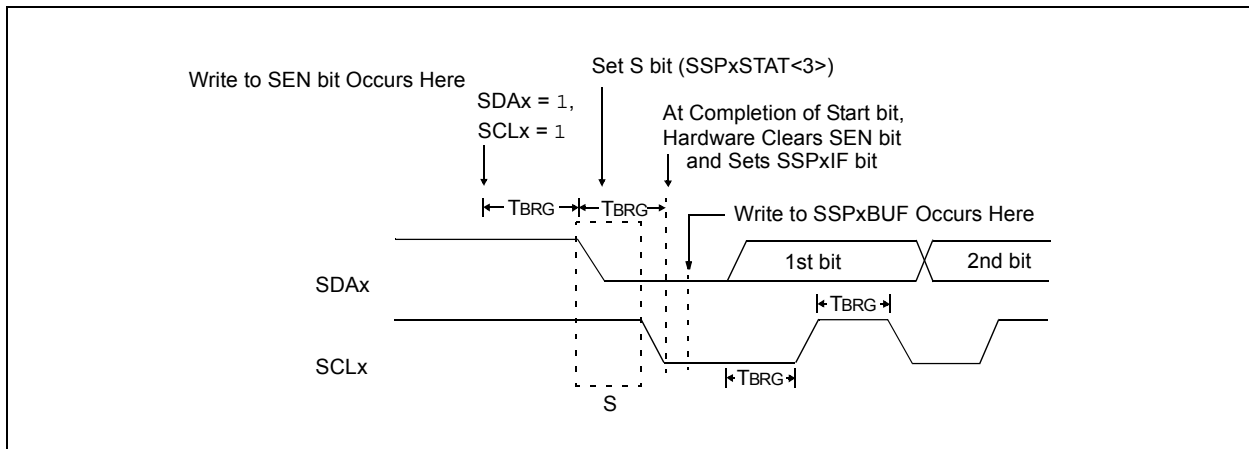 Set S bit (SSPxSTAT<3>)
Write to SEN bit Occurs Here
SDAx = 1,
SCLx = 1
At Completion of Start bit,
Hardware Clears SEN bit
and Sets SSPxIF bit
TBRG
TBRG
Write to SSPxBUF Occurs Here
1st bit
2nd bit
SDAx
TBRG
SCLx
TBRG
S